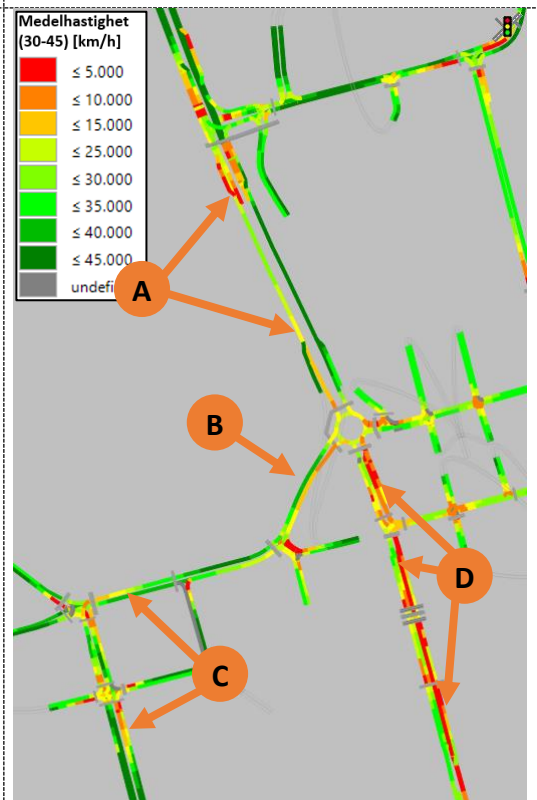 Medelhastighet
(30-45) [km/h]
≤ 5.000
≤ 10.000
≤ 15.000
≤ 25.000
≤ 30.000
≤ 35.000
≤ 40.000
≤ 45.000
undefi
A
B
D
C